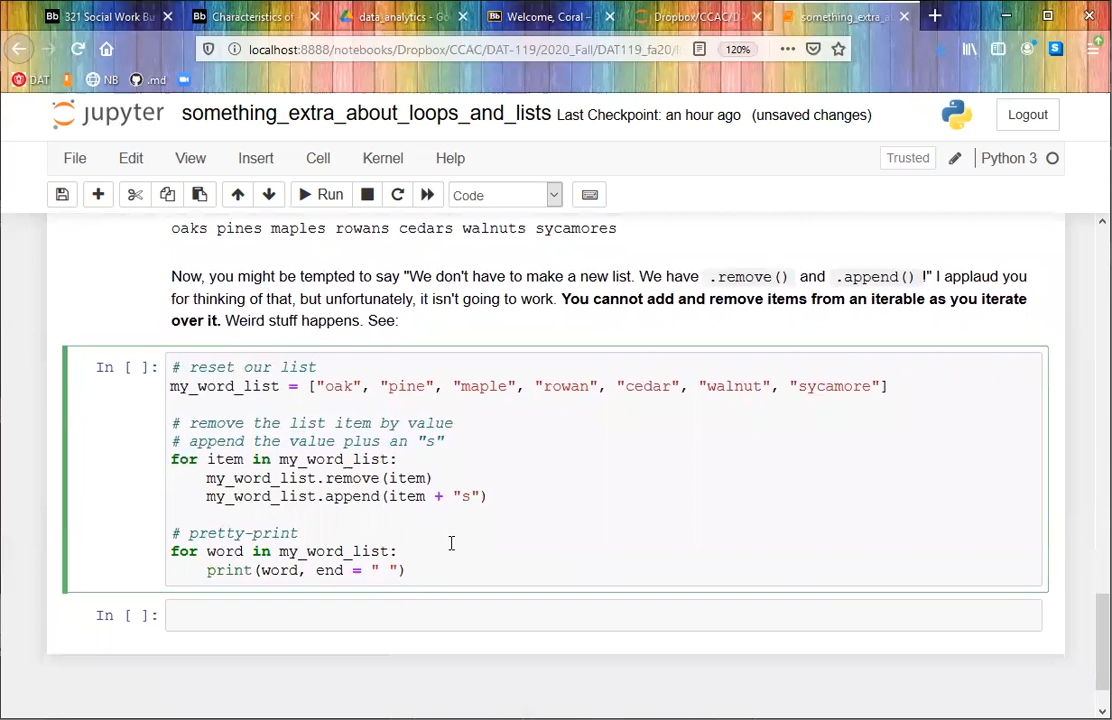 321 Social Work Bu
Characteristics of
data_analytics - Go
Welcome, Coral –
Dropbox/CCAC/D
something_extra_a
localhost:8888/notebooks/Dropbox/CCAC/DAT-119/2020_Fall/DAT119_fa20/
120%
DAT
NB
.md
jupyter
something_extra_about_loops_and_lists Last Checkpoint: an hour ago (unsaved changes)
Logout
File Edit View Insert Cell Kernel Help
Trusted
Python 3
Run
Code
oaks pines maples rowans cedars walnuts sycamores
Now, you might be tempted to say "We don't have to make a new list. We have .remove() and .append() !" I applaud you
for thinking of that, but unfortunately, it isn't going to work. You cannot add and remove items from an iterable as you iterate
over it. Weird stuff happens. See:
In [ ]:
# reset our list
my_word_list = ["oak", "pine", "maple", "rowan", "cedar", "walnut", "sycamore"]
# remove the list item by value
# append the value plus an "s"
for item in my_word_list:
    my_word_list.remove(item)
    my_word_list.append(item + "s")
# pretty-print
for word in my_word_list:
    print(word, end = " ")
In [ ]: